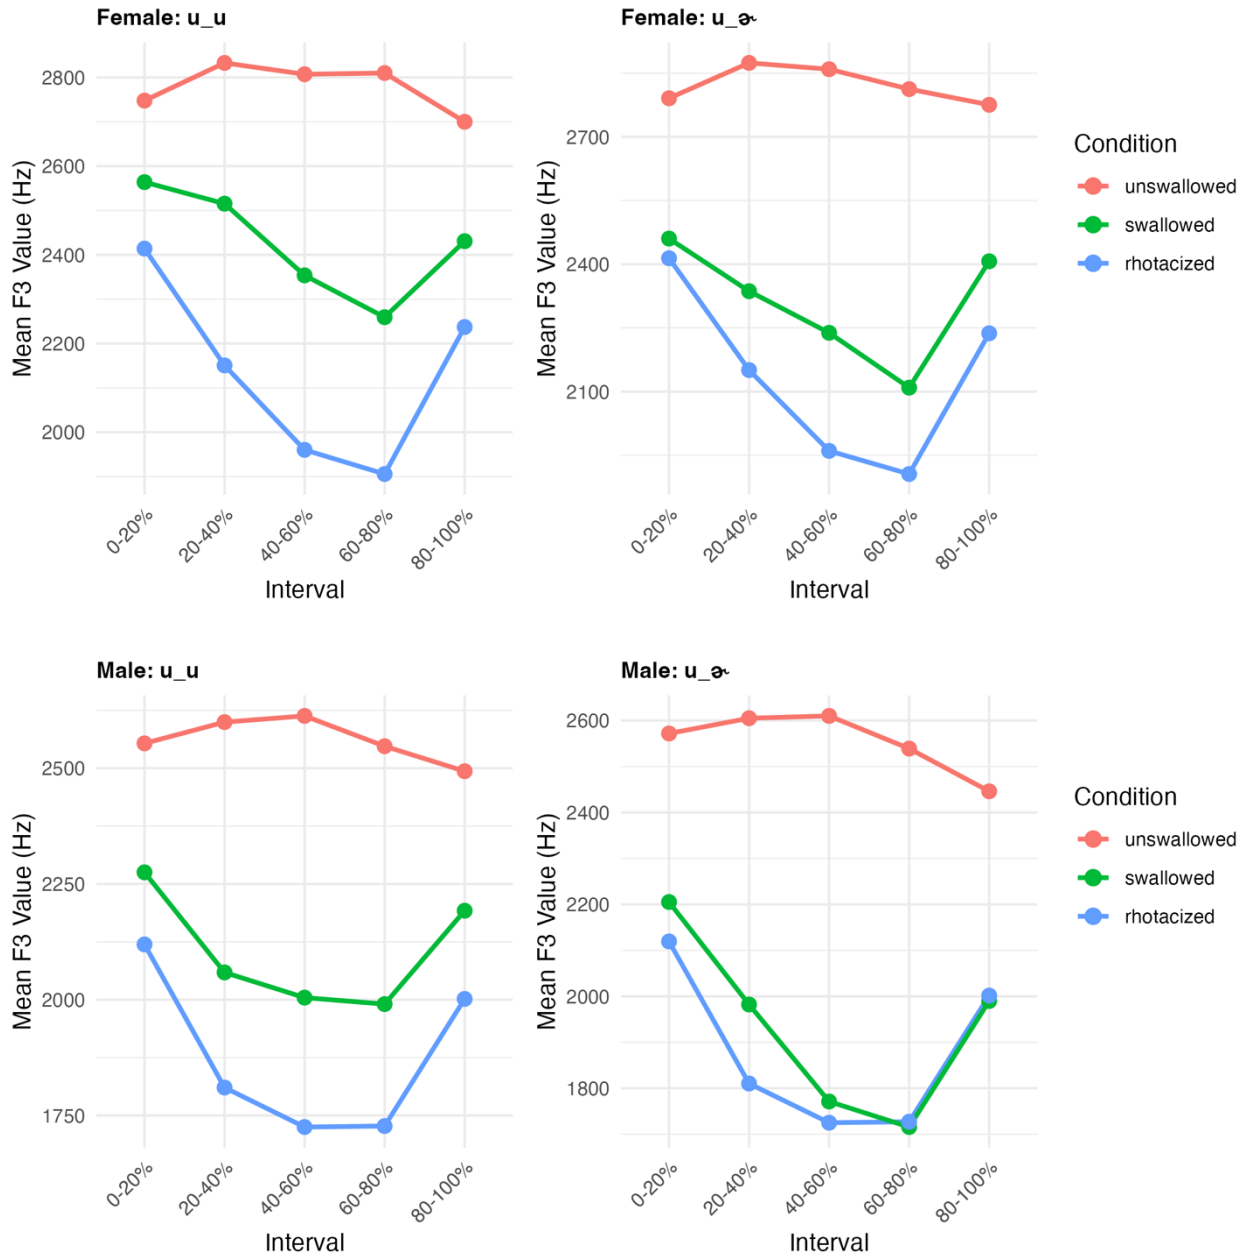 Female: u_u
Mean F3 Value (Hz)
2800
2600
2400
2200
2000
0-20%
20-40%
40-60%
60-80%
80-100%
Interval
Female: u_ɚ
Mean F3 Value (Hz)
2700
2400
2100
0-20%
20-40%
40-60%
60-80%
80-100%
Interval
Condition
unswallowed
swallowed
rhotacized
Male: u_u
Mean F3 Value (Hz)
2500
2250
2000
1750
0-20%
20-40%
40-60%
60-80%
80-100%
Interval
Male: u_ɚ
Mean F3 Value (Hz)
2600
2400
2200
2000
1800
0-20%
20-40%
40-60%
60-80%
80-100%
Interval
Condition
unswallowed
swallowed
rhotacized